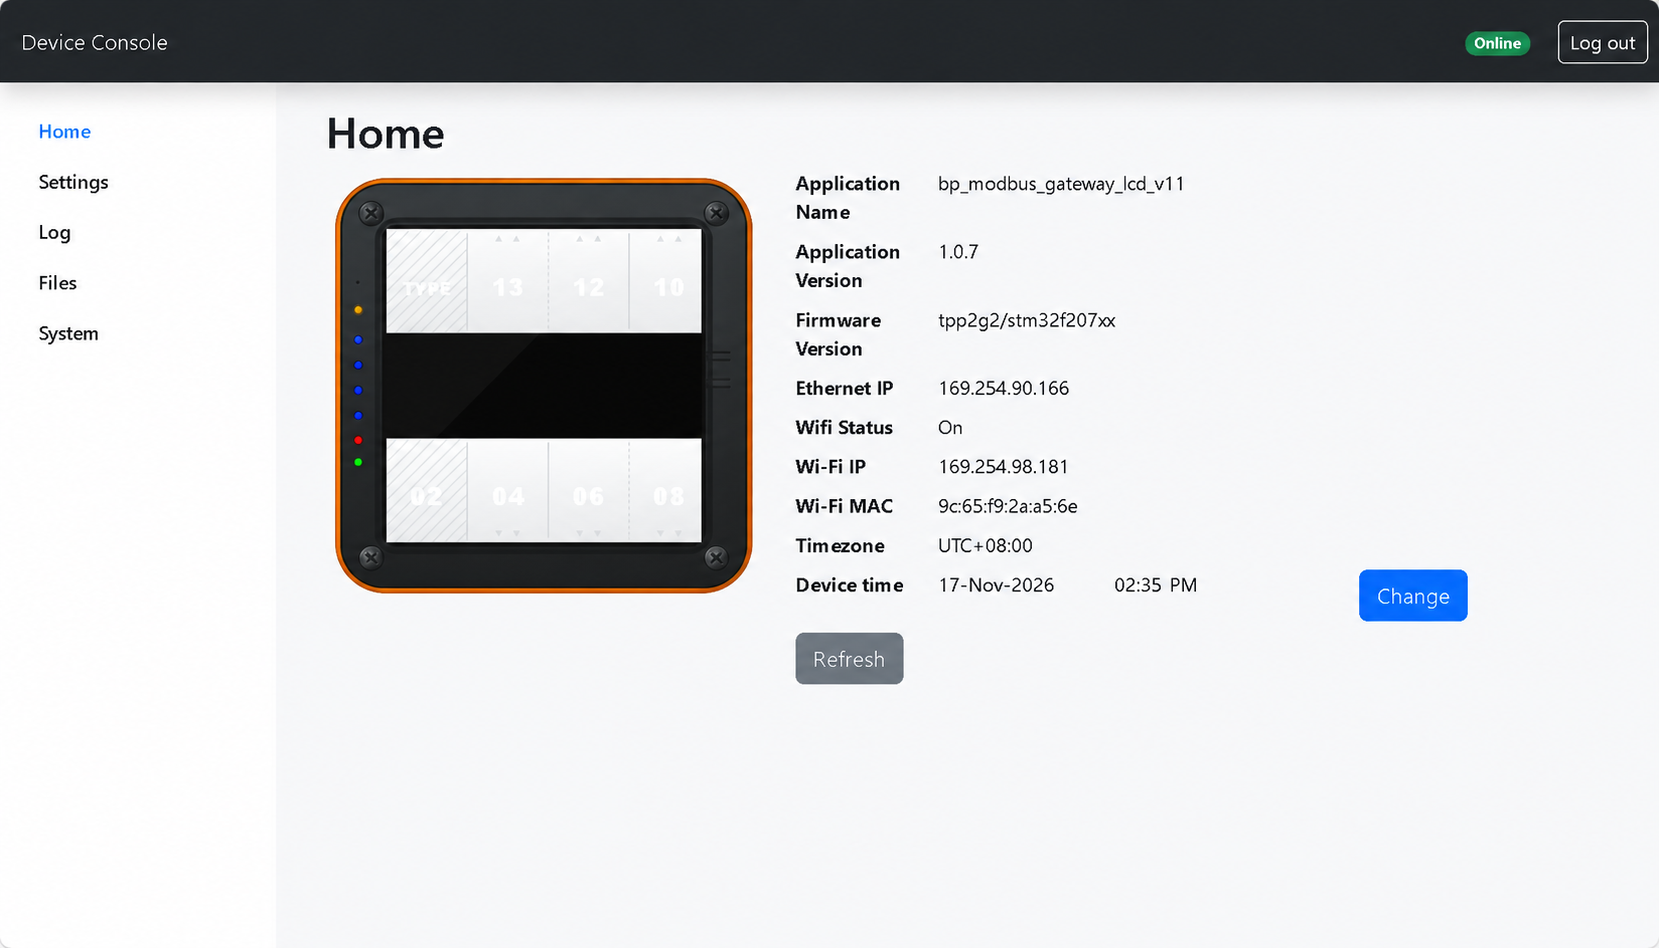 Device Console
Online
Log out
Home
Settings
Log
Files
System
Home
TYPE 13 12 10
02 04 06 08
Application Name bp_modbus_gateway_lcd_v11
Application Version 1.0.7
Firmware Version tpp2g2/stm32f207xx
Ethernet IP 169.254.90.166
Wifi Status On
Wi-Fi IP 169.254.98.181
Wi-Fi MAC 9c:65:f9:2a:a5:6e
Timezone UTC+08:00
Device time 17-Nov-2026 02:35 PM
Change
Refresh